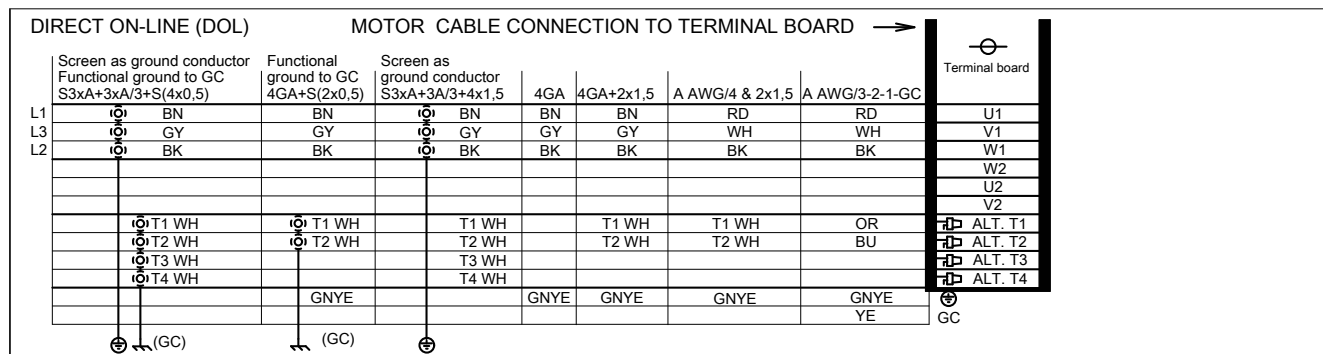 DIRECT ON-LINE (DOL) MOTOR CABLE CONNECTION TO TERMINAL BOARD
Screen as ground conductor Functional Screen as
Functional ground to GC ground to GC ground conductor Terminal board
S3xA+3xA/3+S(4x0,5) 4GA+S(2x0,5) S3xA+3A/3+4x1,5 4GA 4GA+2x1,5 A AWG/4 & 2x1,5 A AWG/3-2-1-GC
L1 BN BN BN BN BN RD RD U1
L3 GY GY GY GY GY WH WH V1
L2 BK BK BK BK BK BK BK W1
W2
U2
V2
T1 WH T1 WH T1 WH T1 WH T1 WH OR ALT. T1
T2 WH T2 WH T2 WH T2 WH T2 WH BU ALT. T2
T3 WH T3 WH ALT. T3
T4 WH T4 WH ALT. T4
GNYE GNYE GNYE GNYE GNYE
YE GC
(GC) (GC)